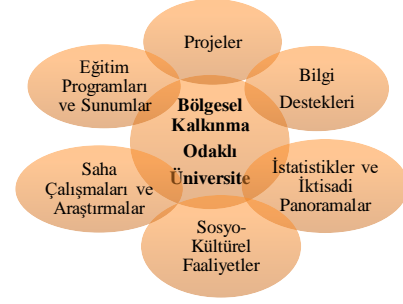 Projeler
Bilgi
Destekleri
İstatistikler ve
İktisadi
Panoramalar
Sosyo-
Kültürel
Faaliyetler
Saha
Çalışmaları ve
Araştırmalar
Eğitim
Programları
ve Sunumlar
Bölgesel
Kalkınma
Odaklı
Üniversite